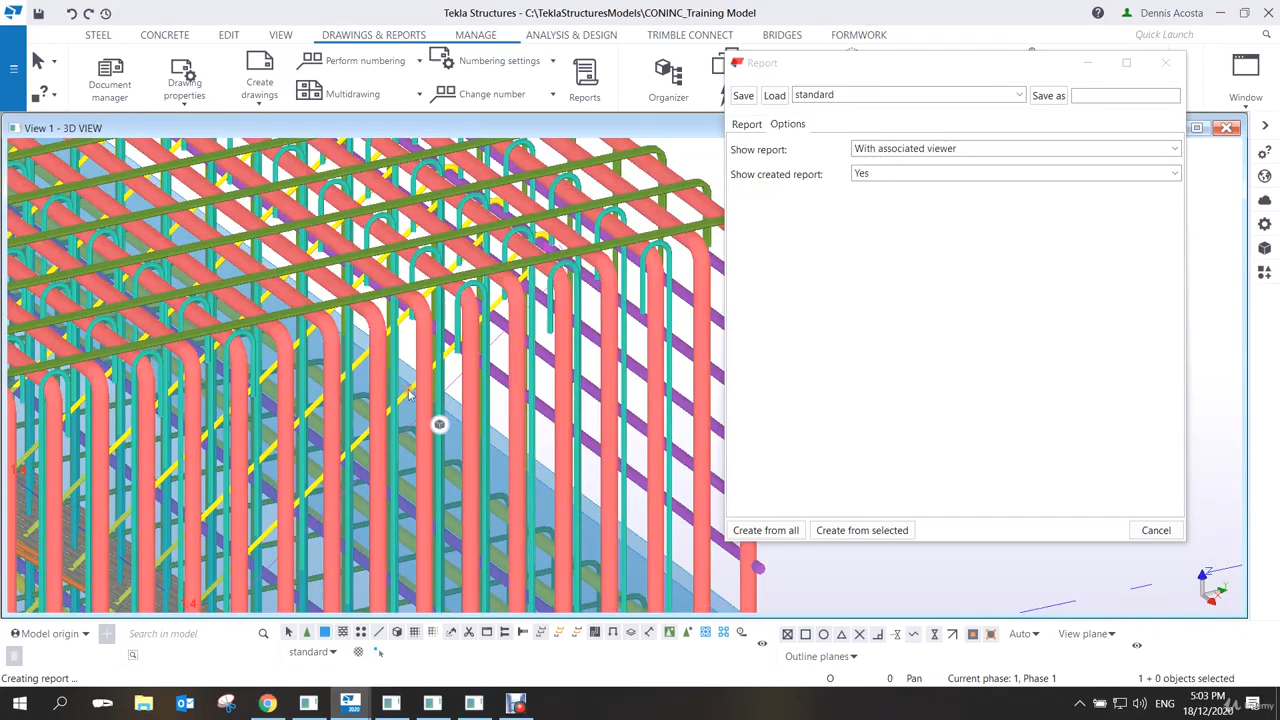 Tekla Structures - C:\TeklaStructuresModels\CONINC_Training Model
Dennis Acosta
STEEL CONCRETE EDIT VIEW DRAWINGS & REPORTS MANAGE ANALYSIS & DESIGN TRIMBLE CONNECT BRIDGES FORMWORK Quick Launch
Document manager
Drawing properties
Create drawings
Perform numbering
Multidrawing
Numbering settings
Change number
Reports
Organizer
Window
Report
Save Load standard Save as
Report Options
Show report: With associated viewer
Show created report: Yes
Create from all Create from selected Cancel
View 1 - 3D VIEW
Z
Model origin Search in model
standard
Auto View plane
Outline planes
Creating report ...
O 0 Pan Current phase: 1, Phase 1 1 + 0 objects selected
2020
ENG
5:03 PM
18/12/2020
Udemy